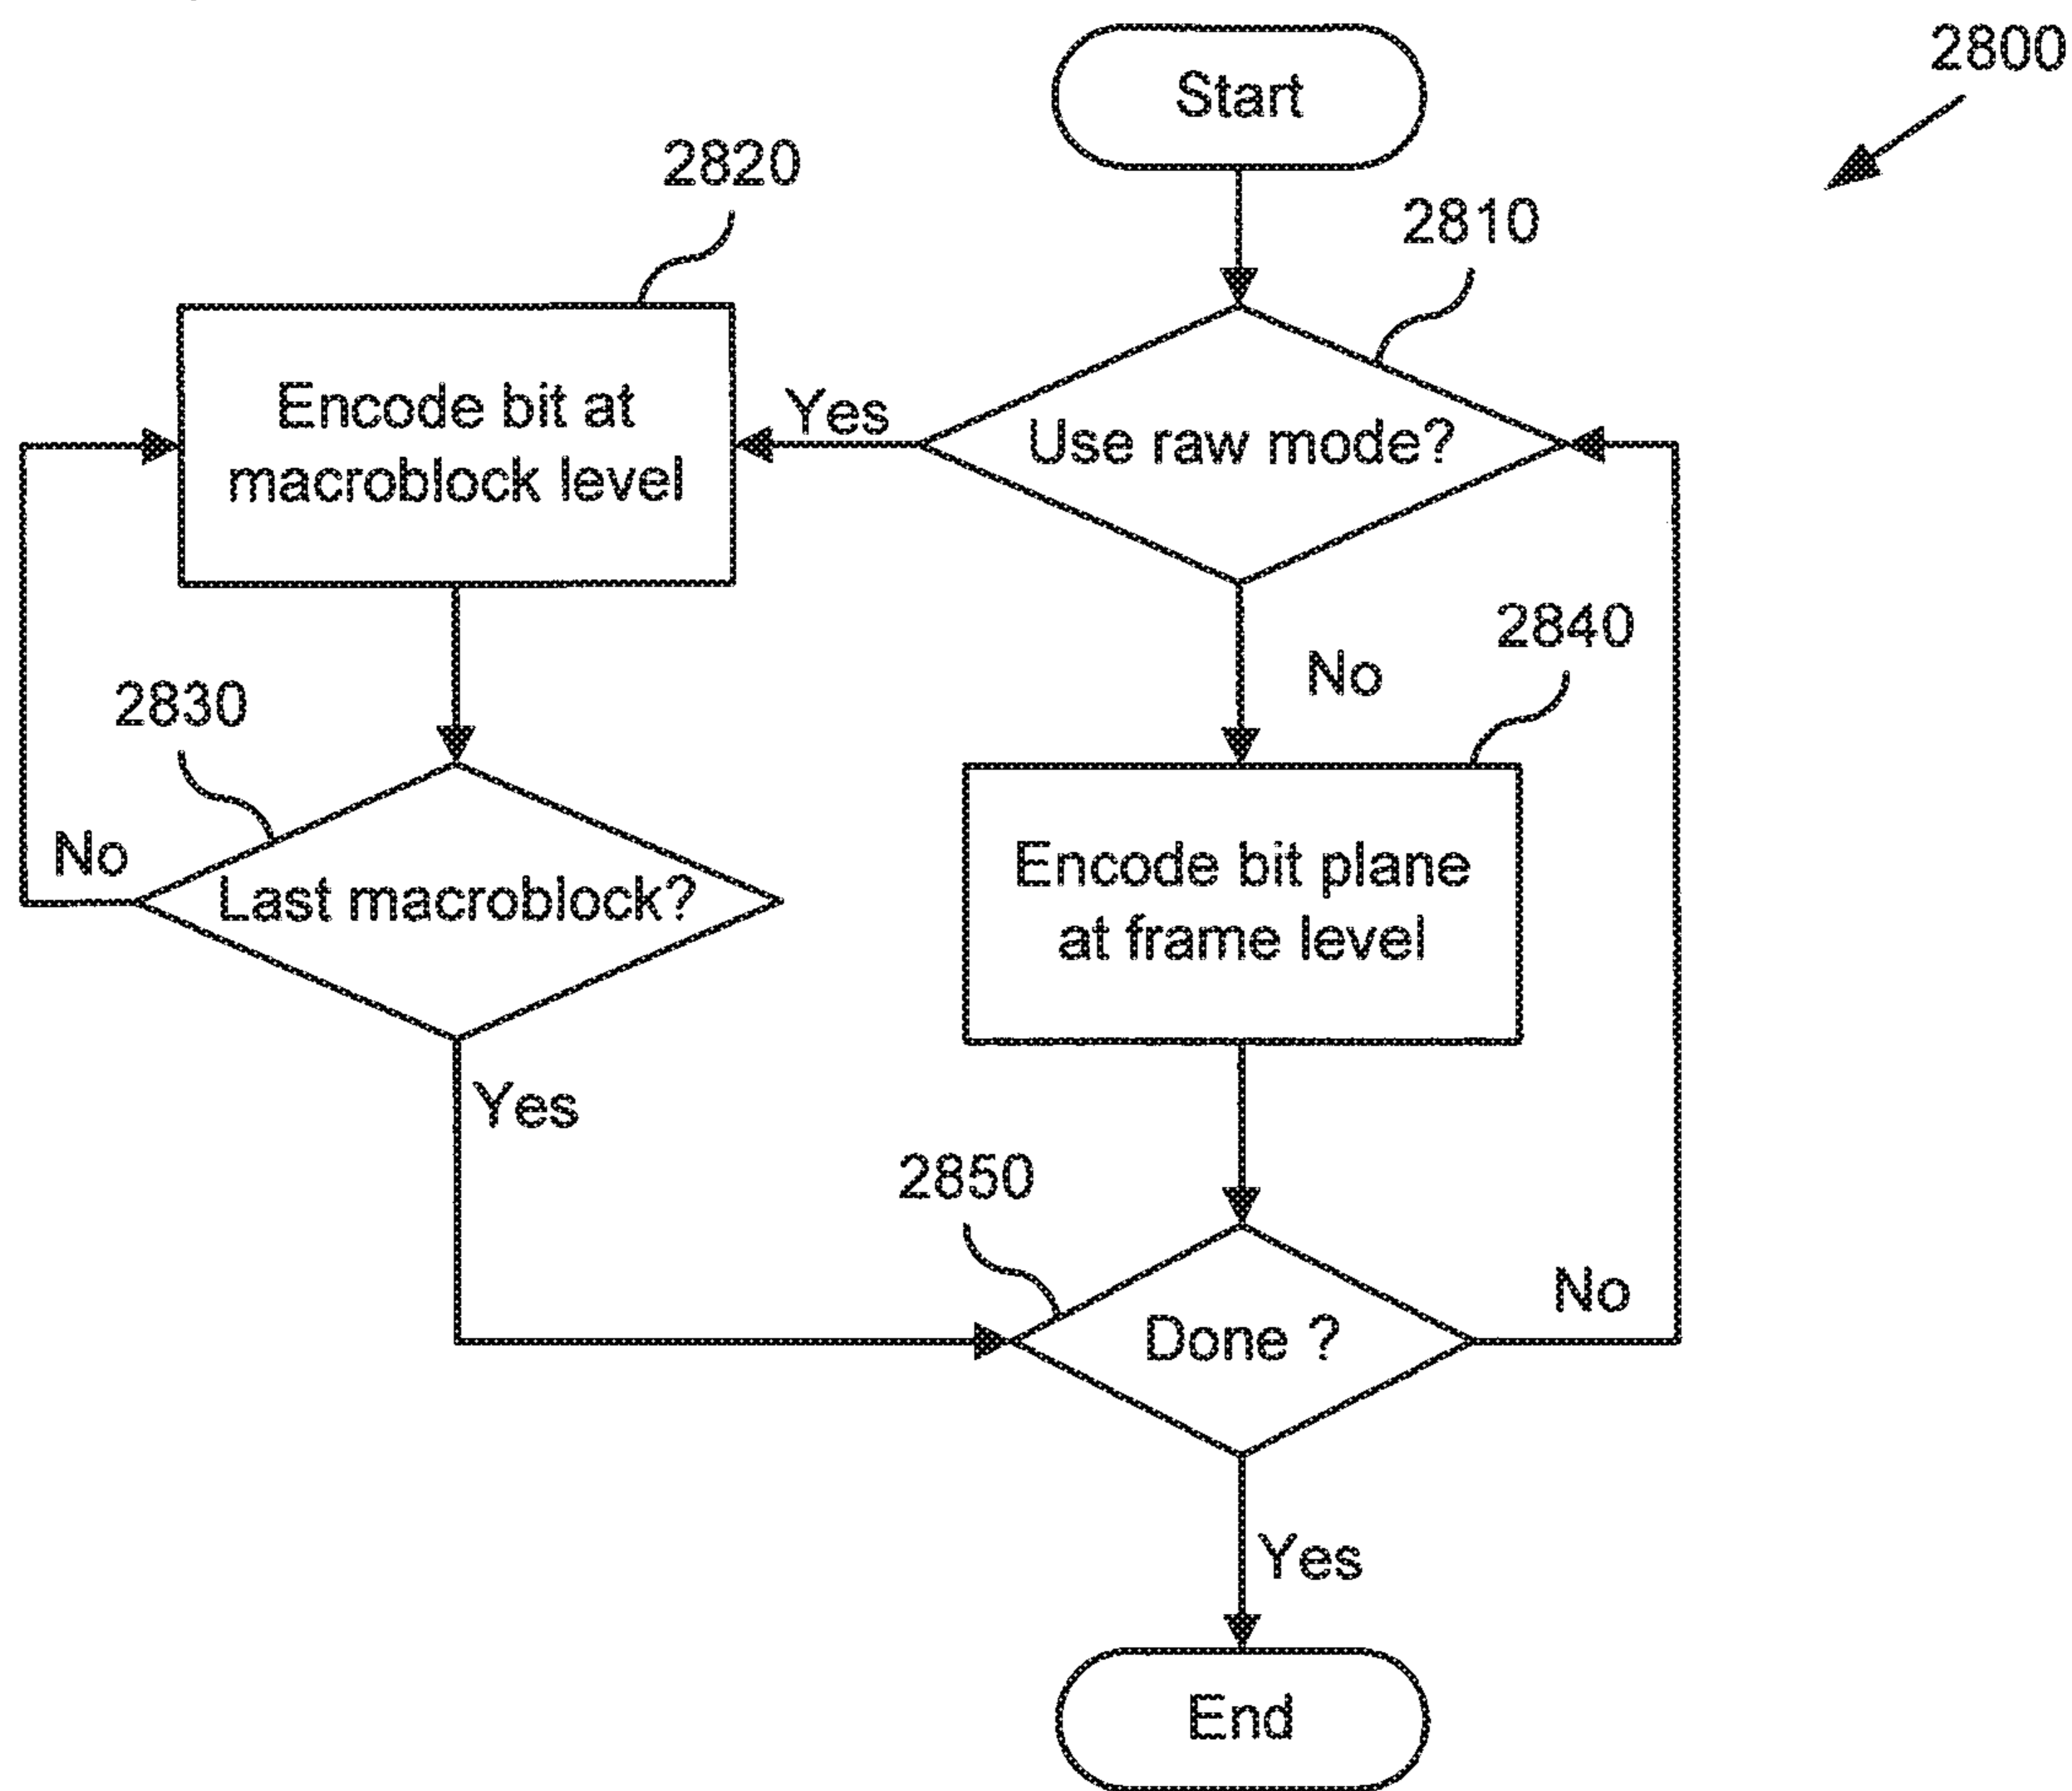 2800
Start
2820
2810
Encode bit at
macroblock level
Yes
Use raw mode?
2830
No
2840
No
Last macroblock?
Encode bit plane
at frame level
Yes
2850
No
Done ?
Yes
End